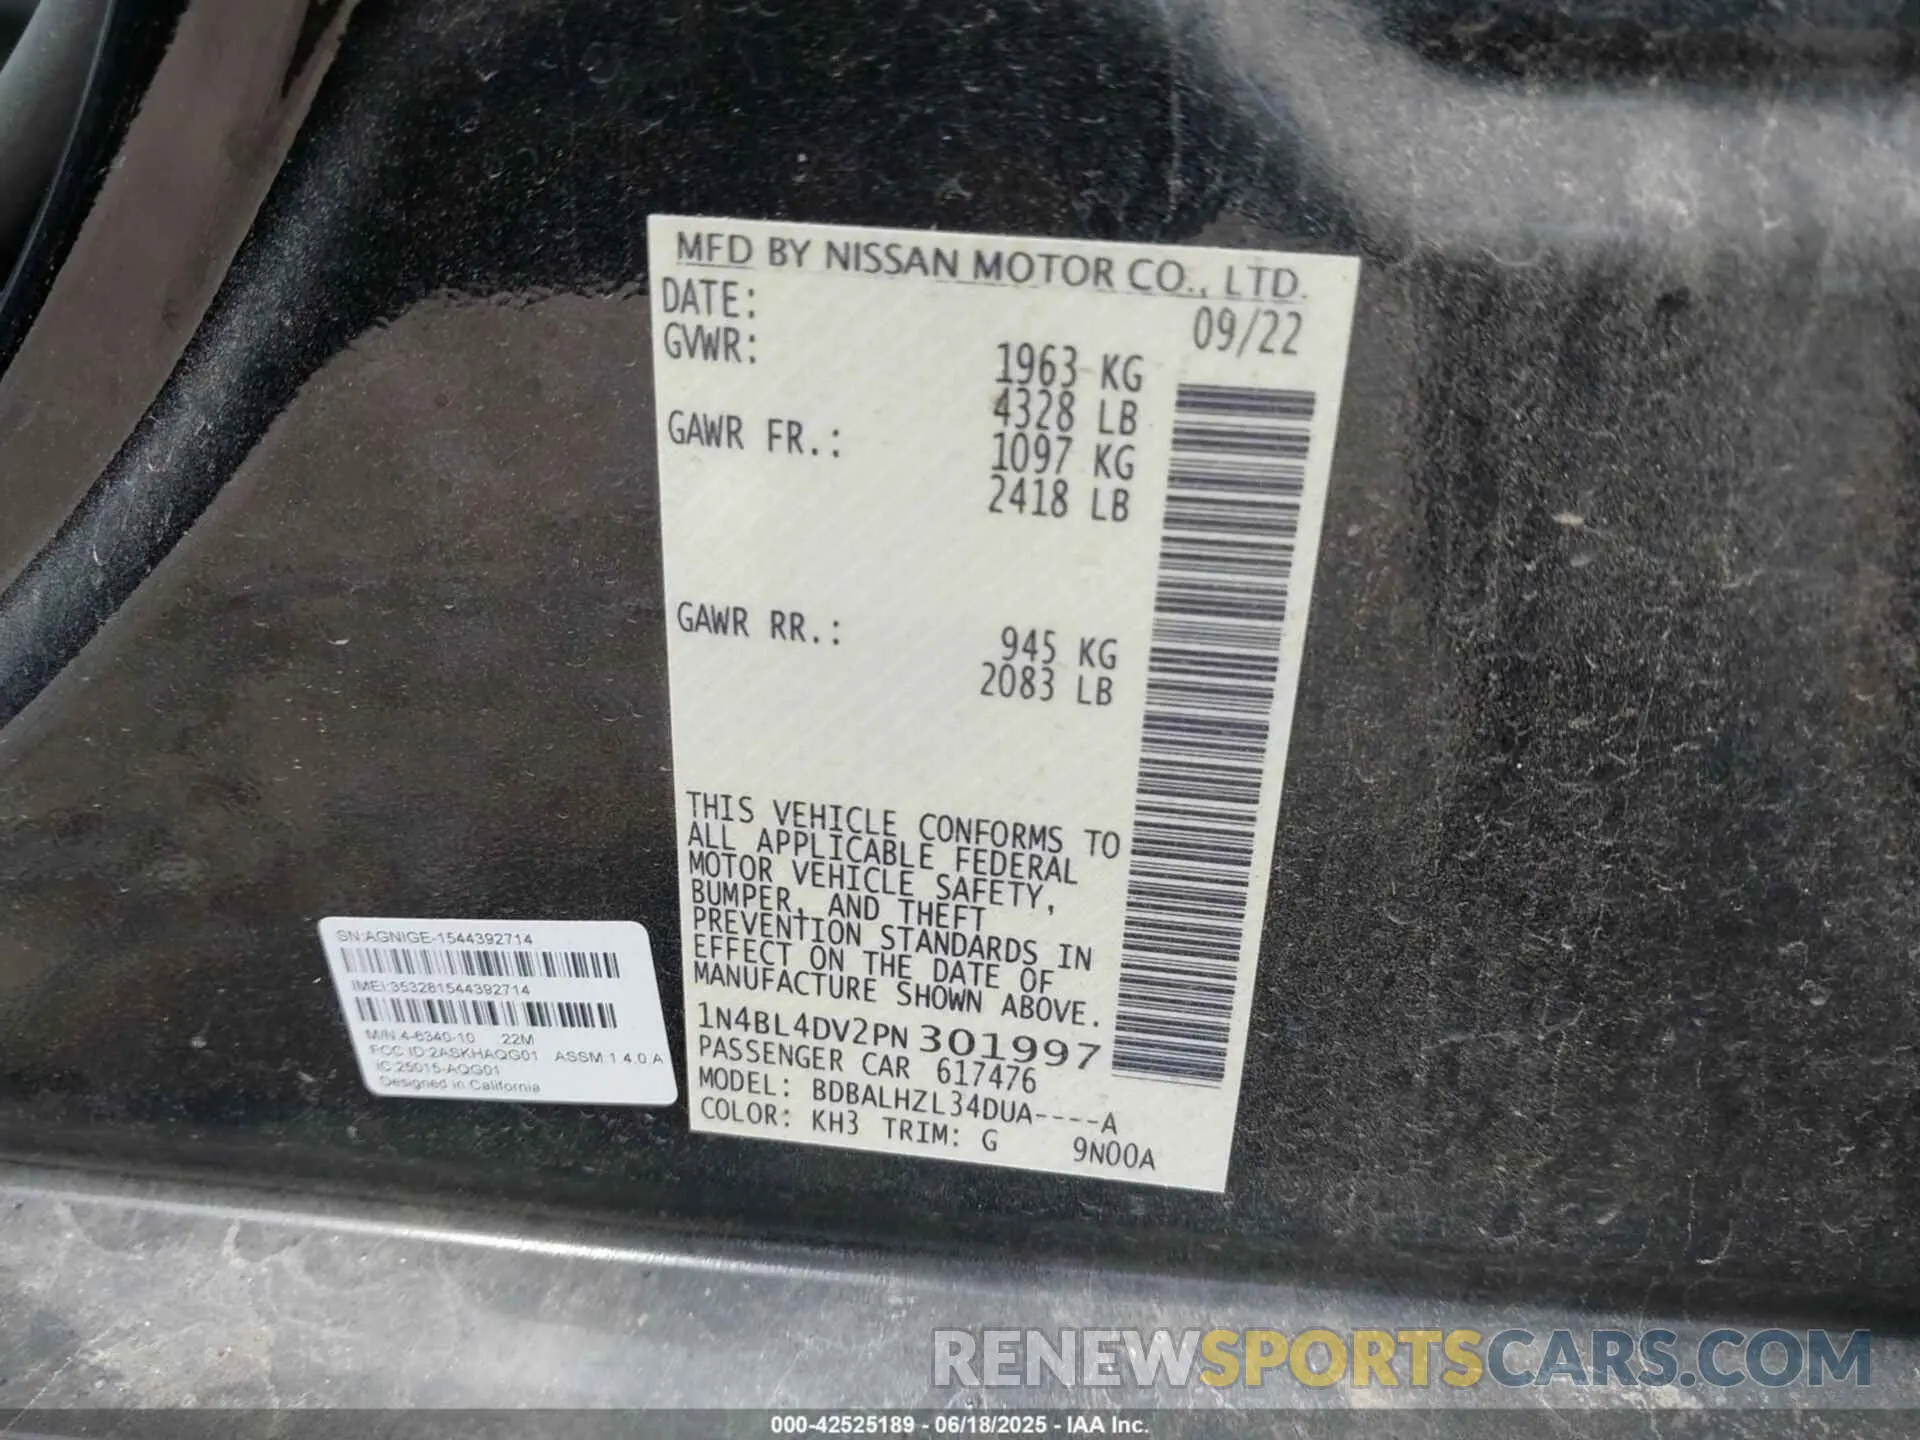 MFD BY NISSAN MOTOR CO., LTD.
DATE: 09/22
GVWR: 1963 KG
4328 LB
GAWR FR.: 1097 KG
2418 LB
GAWR RR.: 945 KG
2083 LB
THIS VEHICLE CONFORMS TO
ALL APPLICABLE FEDERAL
MOTOR VEHICLE SAFETY,
BUMPER, AND THEFT
PREVENTION STANDARDS IN
EFFECT ON THE DATE OF
MANUFACTURE SHOWN ABOVE.
1N4BL4DV2PN301997
PASSENGER CAR 617476
MODEL: BDBALHZL34DUA----A
COLOR: KH3 TRIM: G 9N00A
SN:AGNIGE-1544392714
IMEI:353281544392714
M/N:4-6340-10 22M
FCC ID:2ASKHAQG01 ASSM 1.4.0.A
IC:25015-AQG01
Designed in California
RENEWSPORTSCARS.COM
000-42525189 - 06/18/2025 - IAA Inc.